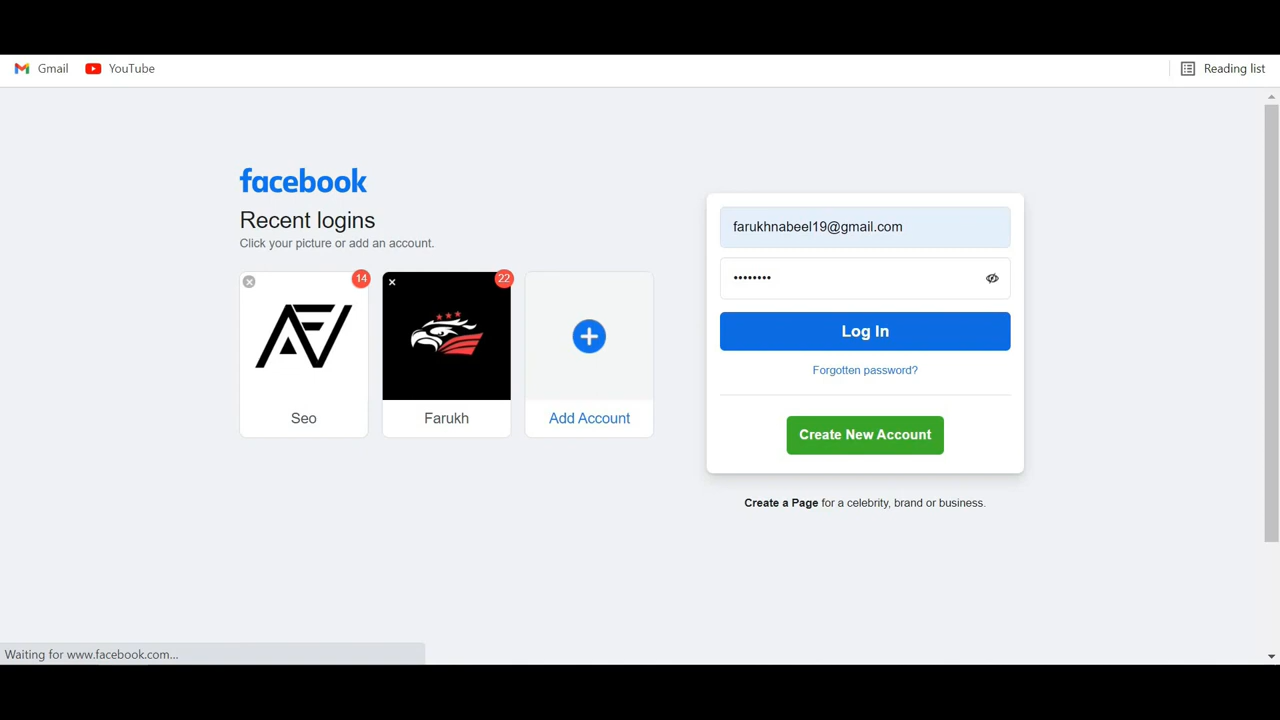 Gmail YouTube Reading list
facebook
Recent logins
Click your picture or add an account.
14
22
AFV
Seo
Farukh
Add Account
farukhnabeel19@gmail.com
••••••••
Log In
Forgotten password?
Create New Account
Create a Page for a celebrity, brand or business.
Waiting for www.facebook.com...